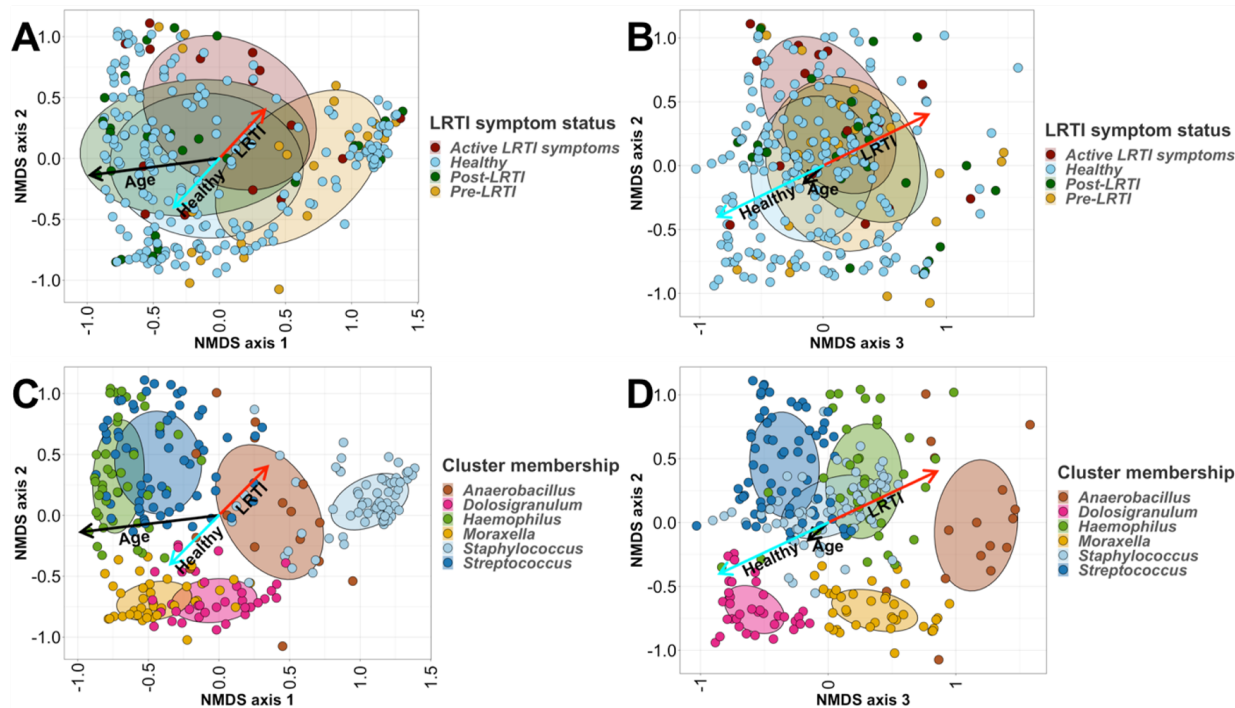 A
1.0
0.5
0.0
-0.5
-1.0
NMDS axis 2
Age
Healthy
LRTI
-1.0
-0.5
0.0
0.5
1.0
1.5
NMDS axis 1
LRTI symptom status
Active LRTI symptoms
Healthy
Post-LRTI
Pre-LRTI
B
1.0
0.5
0.0
-0.5
-1.0
NMDS axis 2
Healthy
Age
LRTI
-1
0
1
NMDS axis 3
LRTI symptom status
Active LRTI symptoms
Healthy
Post-LRTI
Pre-LRTI
C
1.0
0.5
0.0
-0.5
-1.0
NMDS axis 2
Age
Healthy
LRTI
-1.0
-0.5
0.0
0.5
1.0
1.5
NMDS axis 1
Cluster membership
Anaerobacillus
Dolosigranulum
Haemophilus
Moraxella
Staphylococcus
Streptococcus
D
1.0
0.5
0.0
-0.5
-1.0
NMDS axis 2
Healthy
Age
LRTI
-1
0
1
NMDS axis 3
Cluster membership
Anaerobacillus
Dolosigranulum
Haemophilus
Moraxella
Staphylococcus
Streptococcus